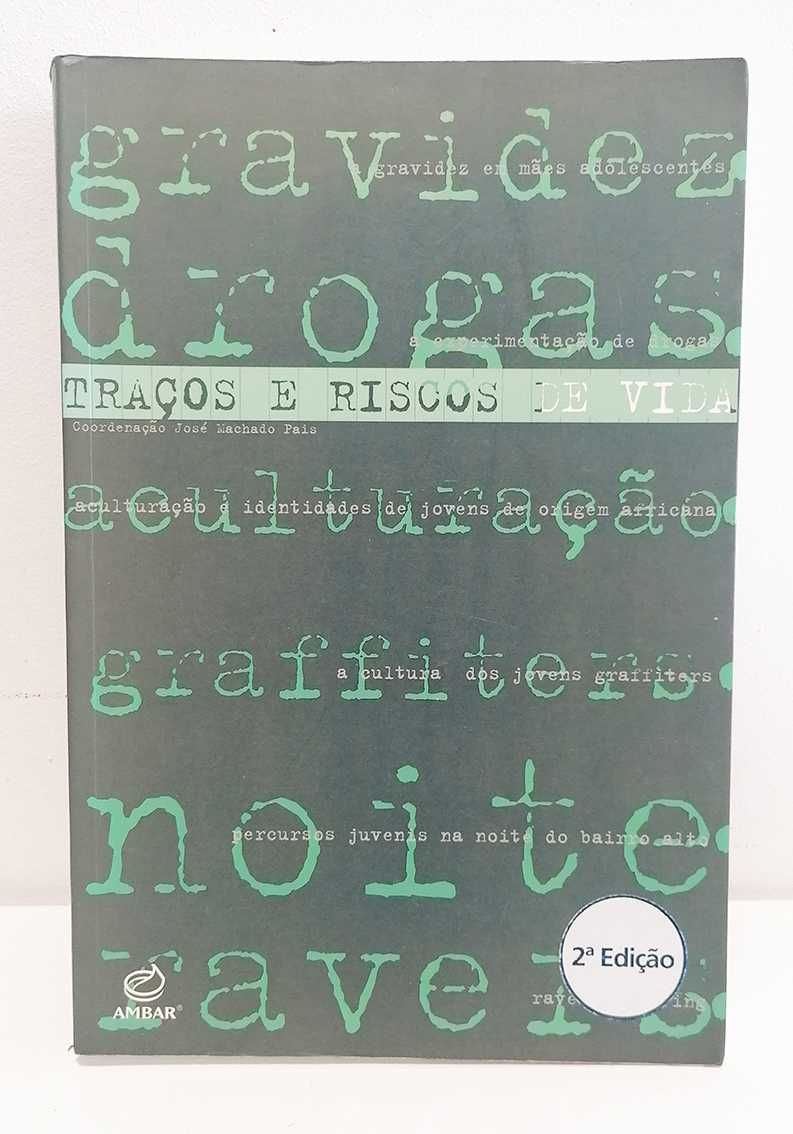 gravidez
a gravidez em mães adolescentes
drogas
a experimentação de drogas
TRAÇOS E RISCOS DE VIDA
Coordenação José Machado Pais
aculturação
aculturação e identidades de jovens de origem africana
graffiters
a cultura dos jovens graffiters
noite
percursos juvenis na noite do bairro alto
ravers
2ª Edição
AMBAR®